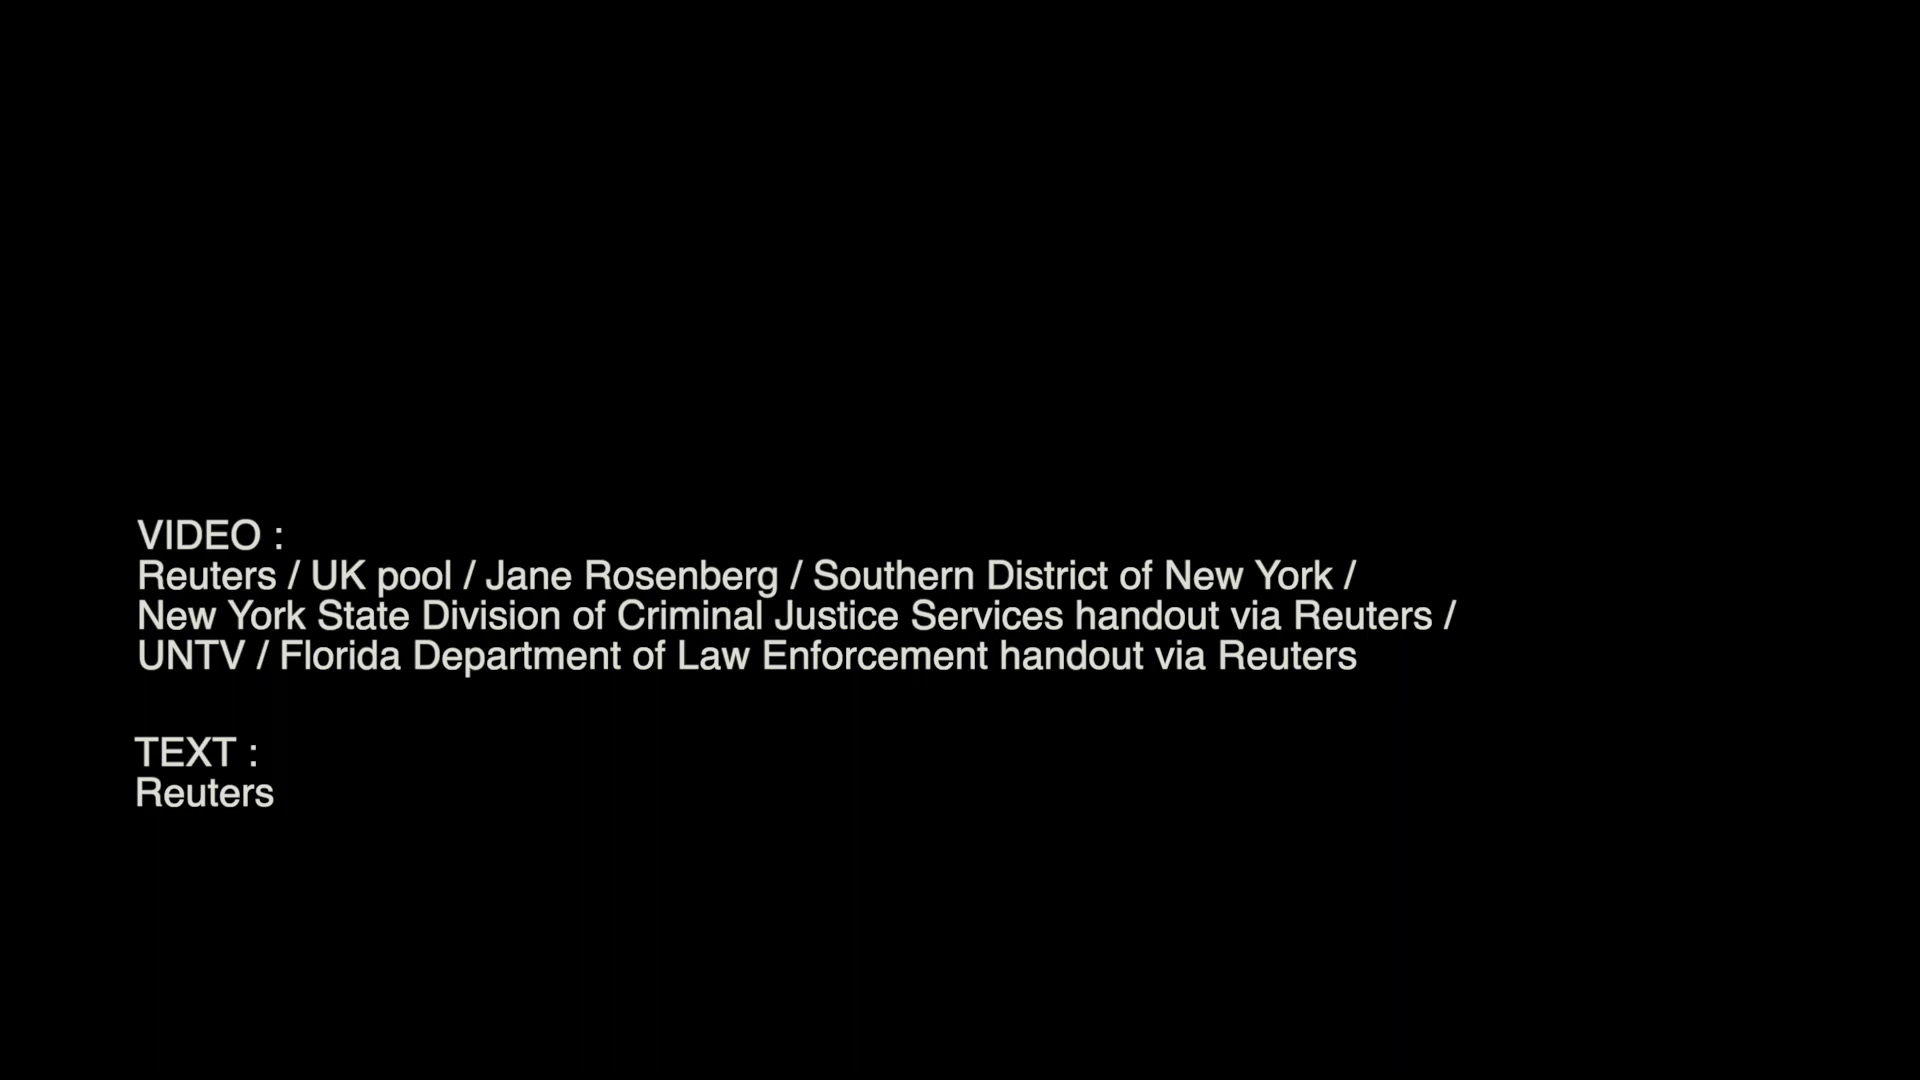 VIDEO :
Reuters / UK pool / Jane Rosenberg / Southern District of New York /
New York State Division of Criminal Justice Services handout via Reuters /
UNTV / Florida Department of Law Enforcement handout via Reuters
TEXT :
Reuters